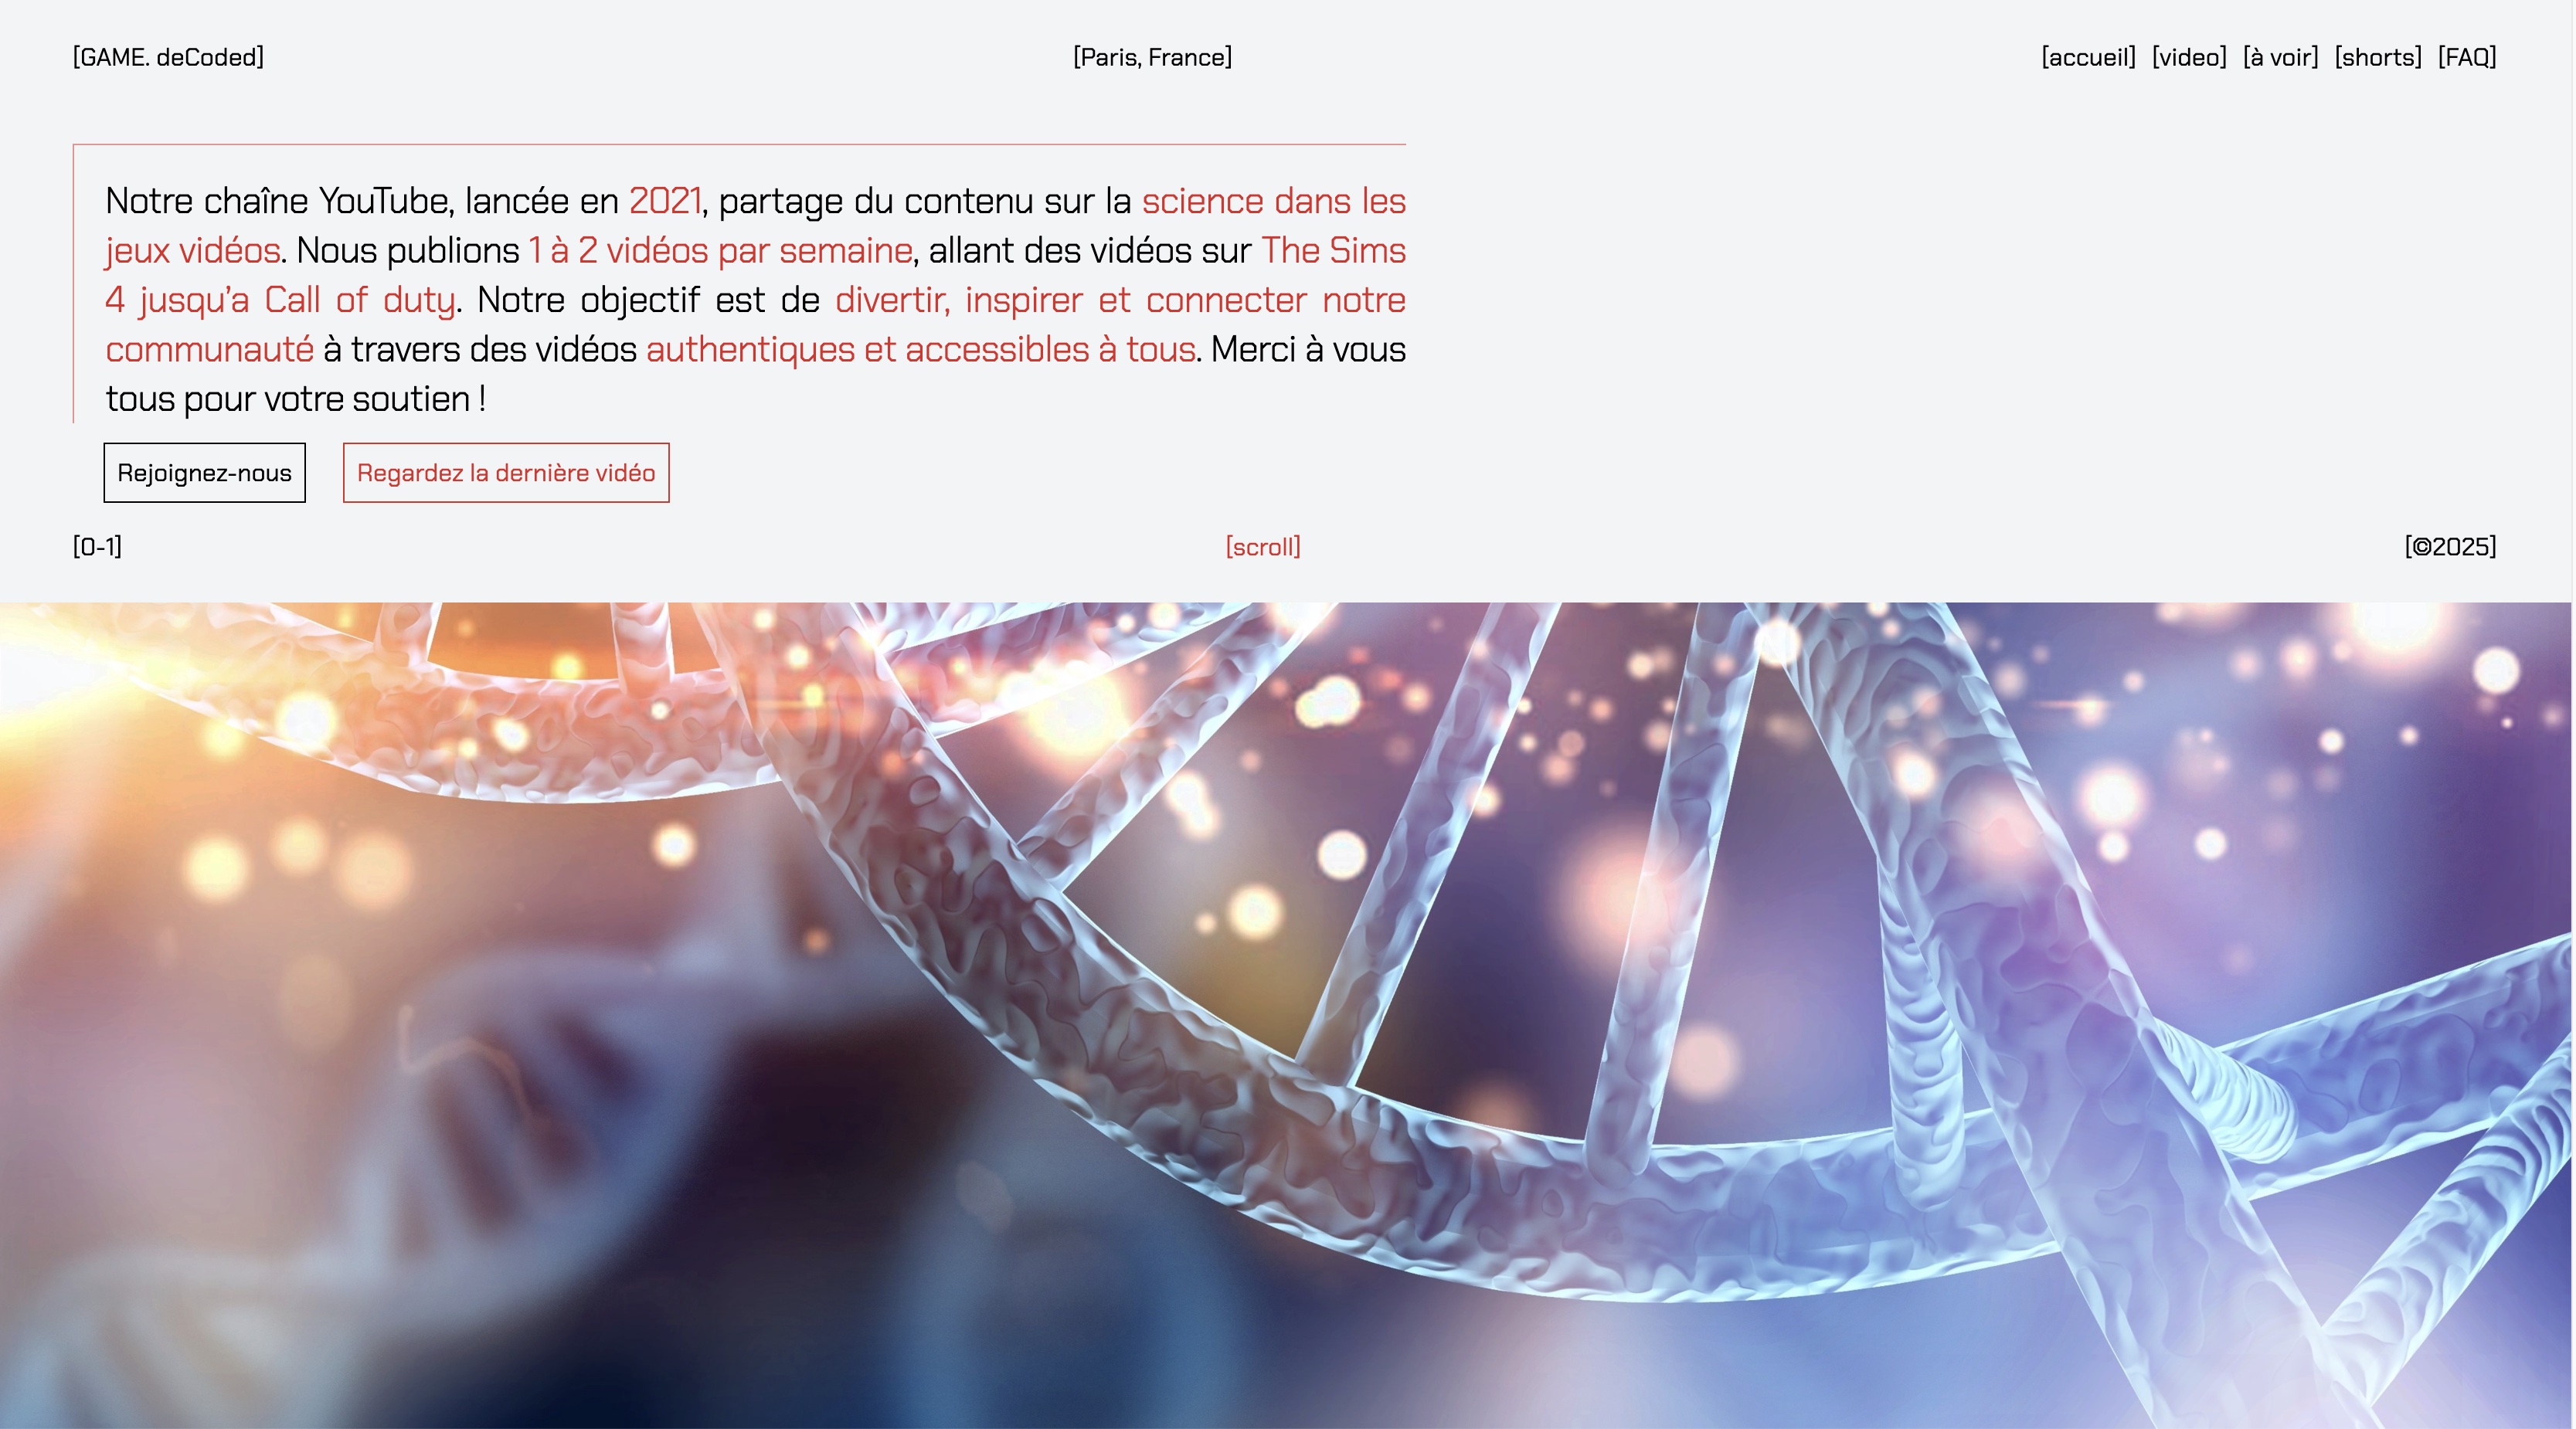 [GAME. deCoded]
[Paris, France]
[accueil] [video] [à voir] [shorts] [FAQ]
Notre chaîne YouTube, lancée en 2021, partage du contenu sur la science dans les
jeux vidéos. Nous publions 1 à 2 vidéos par semaine, allant des vidéos sur The Sims
4 jusqu’a Call of duty. Notre objectif est de divertir, inspirer et connecter notre
communauté à travers des vidéos authentiques et accessibles à tous. Merci à vous
tous pour votre soutien !
Rejoignez-nous
Regardez la dernière vidéo
[0-1]
[scroll]
[©2025]